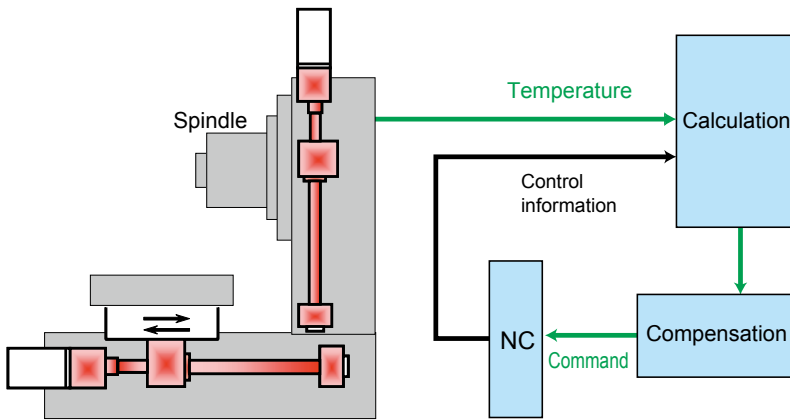 Spindle
Temperature
Calculation
Control
information
NC
Command
Compensation